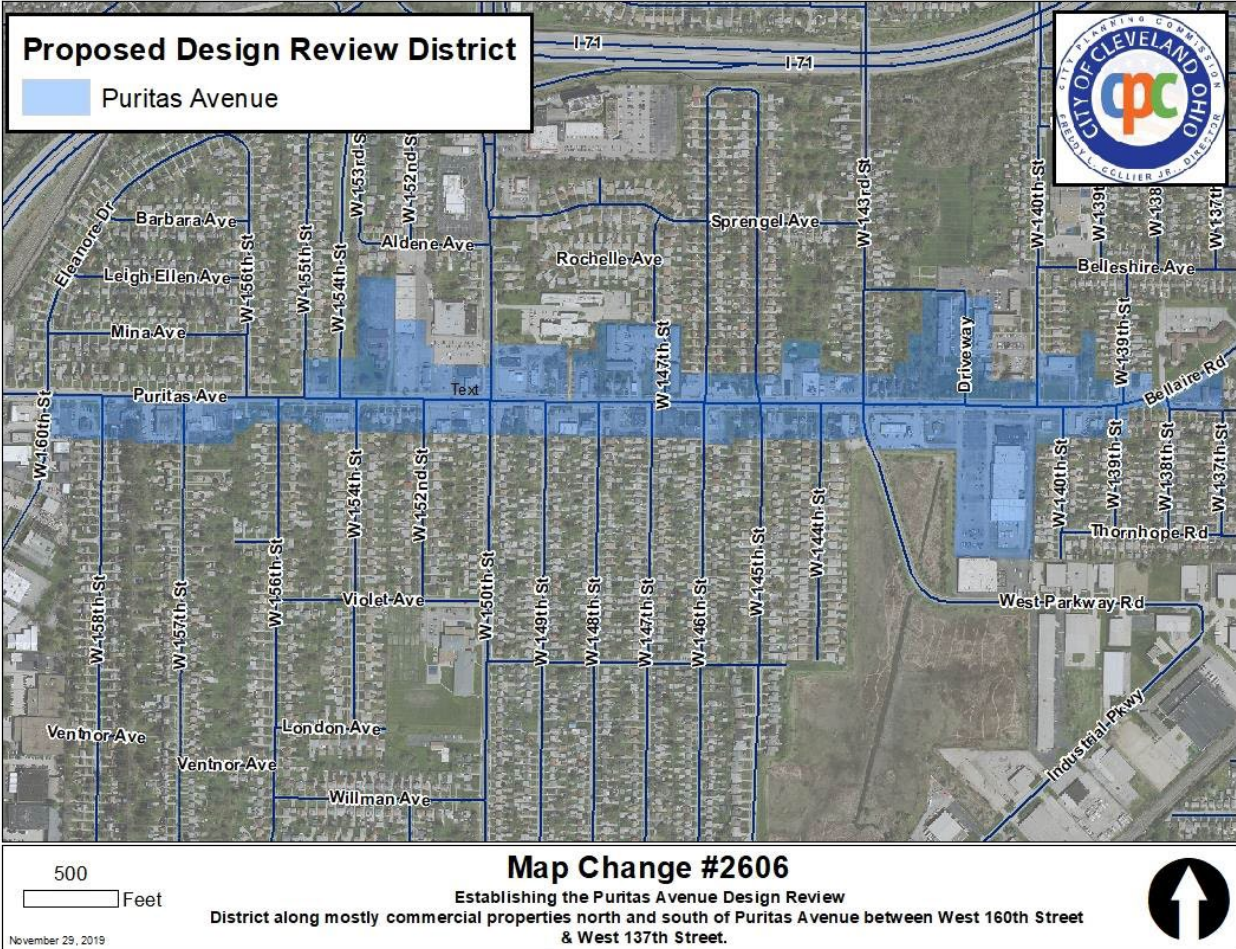 Proposed Design Review District
Puritas Avenue
I-71
I-71
CITY PLANNING COMMISSION
CITY OF CLEVELAND OHIO
cpc
FREDDY L. COLLIER JR., DIRECTOR
W-153rd S
W-152nd S
W-143rd St
W-140th St
W-139t
W-138
W-137th
Eleanore Dr
Barbara Ave
Sprengel Ave
Aldene Ave
Rochelle Ave
Leigh Ellen Ave
W-156th St
W-155th St
W-154th St
Belleshire Ave
Mina Ave
W-147th St
Driveway
W-139th St
Text
Puritas Ave
Bellaire Rd
W-160th St
W-154th St
W-152nd St
W-140th St
W-139th St
W-138th St
W-137th St
W-144th St
Thornhope Rd
W-158th St
W-157th St
W-156th St
Violet Ave
W-150th St
W-149th St
W-148th St
W-147th St
W-146th St
W-145th St
West Parkway Rd
Ventnor Ave
London Ave
Ventnor Ave
Industrial Pkwy
Willman Ave
500
Feet
November 29, 2019
Map Change #2606
Establishing the Puritas Avenue Design Review
District along mostly commercial properties north and south of Puritas Avenue between West 160th Street
& West 137th Street.